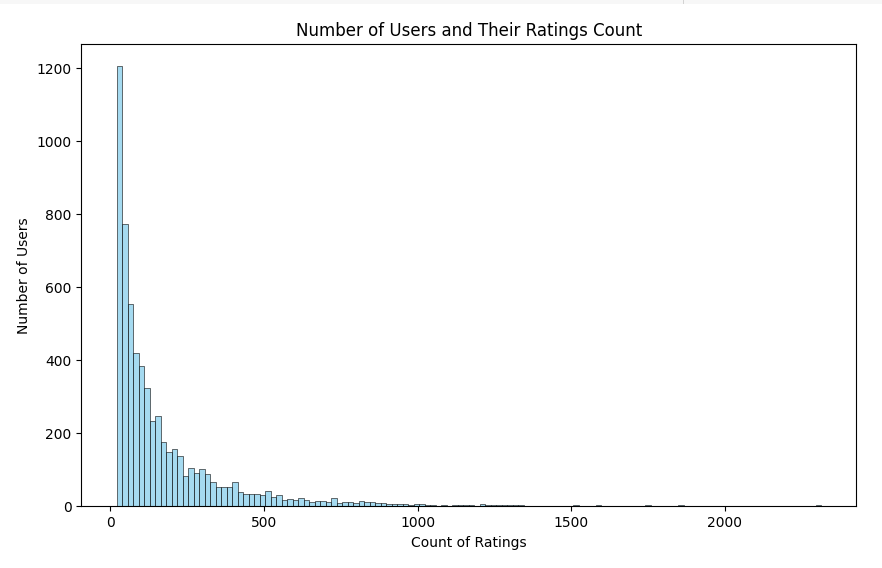 Number of Users and Their Ratings Count
1200
1000
800
600
400
200
0
Number of Users
0 500 1000 1500 2000
Count of Ratings